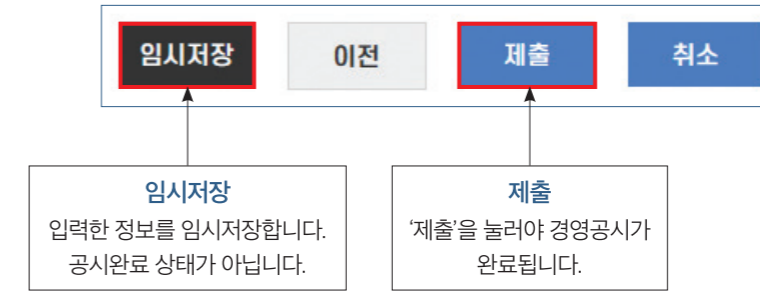 임시저장 이전 제출 취소
임시저장
입력한 정보를 임시저장합니다.
공시완료 상태가 아닙니다.
제출
‘제출’을 눌러야 경영공시가
완료됩니다.